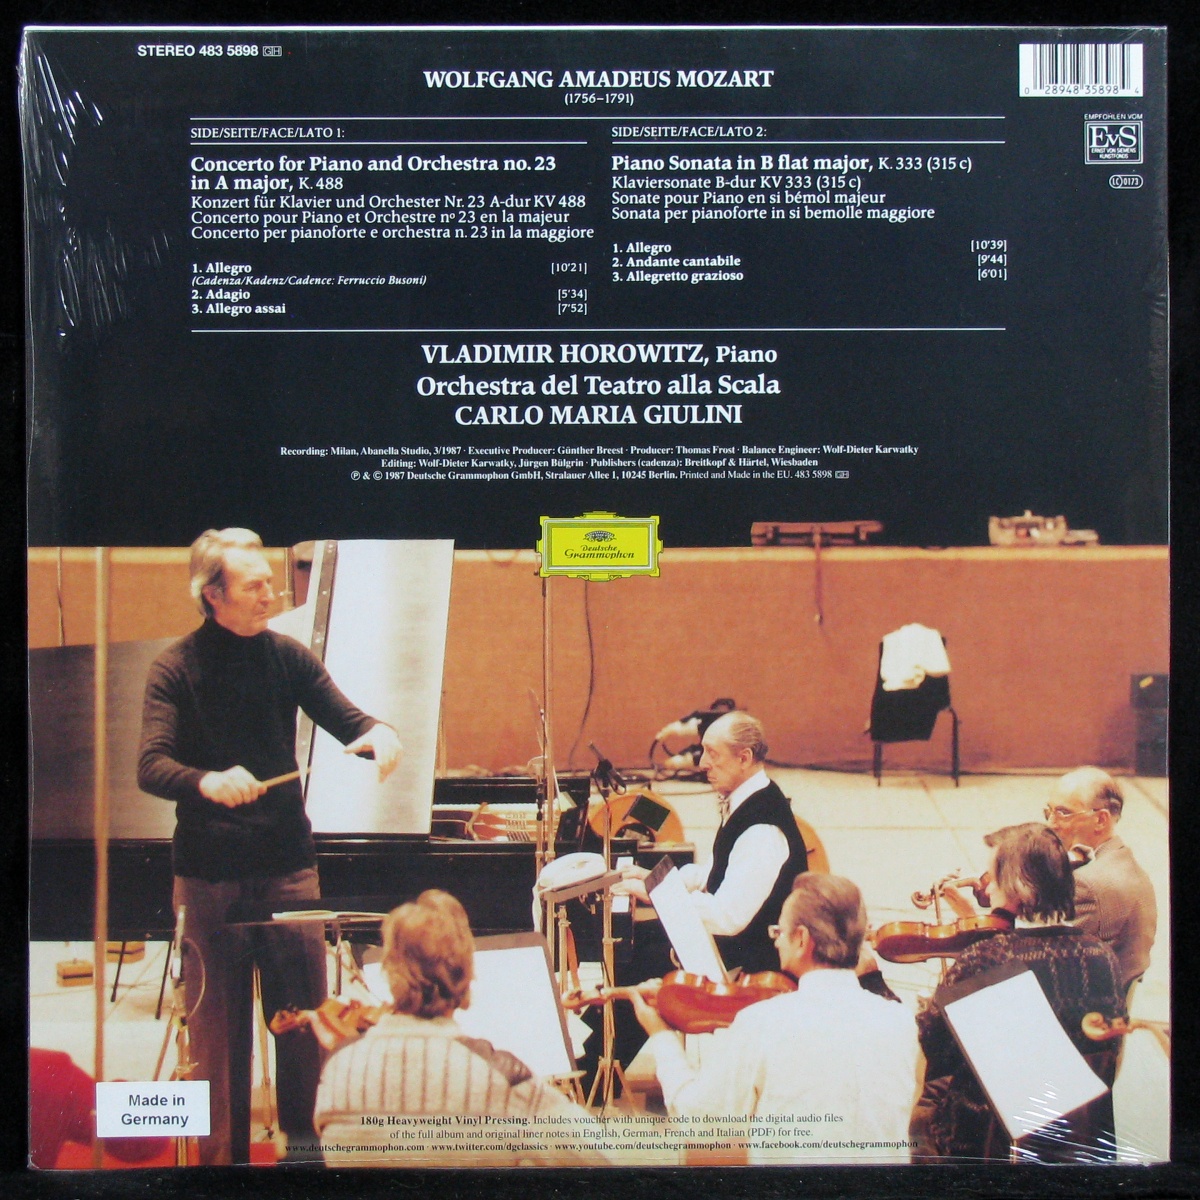 STEREO 483 5898 GH
WOLFGANG AMADEUS MOZART
(1756–1791)
0 28948 35898 4
EMPFOHLEN VOM
EvS
ERNST VON SIEMENS
KUNSTFONDS
LC 0173
SIDE/SEITE/FACE/LATO 1:
Concerto for Piano and Orchestra no. 23
in A major, K. 488
Konzert für Klavier und Orchester Nr. 23 A-dur KV 488
Concerto pour Piano et Orchestre nº 23 en la majeur
Concerto per pianoforte e orchestra n. 23 in la maggiore
1. Allegro [10'21]
(Cadenza/Kadenz/Cadence: Ferruccio Busoni)
2. Adagio [5'34]
3. Allegro assai [7'52]
SIDE/SEITE/FACE/LATO 2:
Piano Sonata in B flat major, K. 333 (315 c)
Klaviersonate B-dur KV 333 (315 c)
Sonate pour Piano en si bémol majeur
Sonata per pianoforte in si bemolle maggiore
1. Allegro [10'39]
2. Andante cantabile [9'44]
3. Allegretto grazioso [6'01]
VLADIMIR HOROWITZ, Piano
Orchestra del Teatro alla Scala
CARLO MARIA GIULINI
Recording: Milan, Abanella Studio, 3/1987 · Executive Producer: Günther Breest · Producer: Thomas Frost · Balance Engineer: Wolf-Dieter Karwatky
Editing: Wolf-Dieter Karwatky, Jürgen Bülgrin · Publishers (cadenza): Breitkopf & Härtel, Wiesbaden
℗ & © 1987 Deutsche Grammophon GmbH, Stralauer Allee 1, 10245 Berlin. Printed and Made in the EU. 483 5898 GH
Deutsche
Grammophon
Made in
Germany
180g Heavyweight Vinyl Pressing. Includes voucher with unique code to download the digital audio files
of the full album and original liner notes in English, German, French and Italian (PDF) for free.
www.deutschegrammophon.com · www.twitter.com/dgclassics · www.youtube.com/deutschegrammophon · www.facebook.com/deutschegrammophon